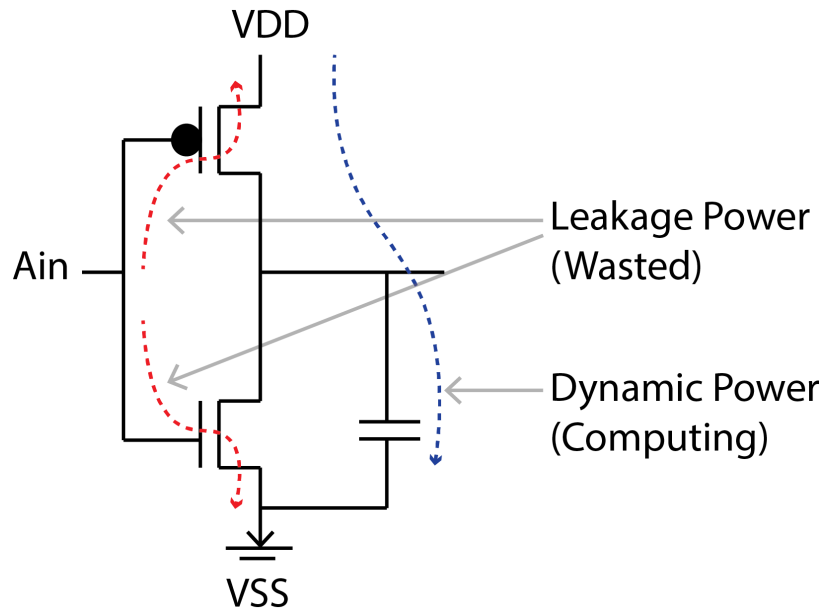 VDD
Leakage Power
(Wasted)
Ain
Dynamic Power
(Computing)
VSS